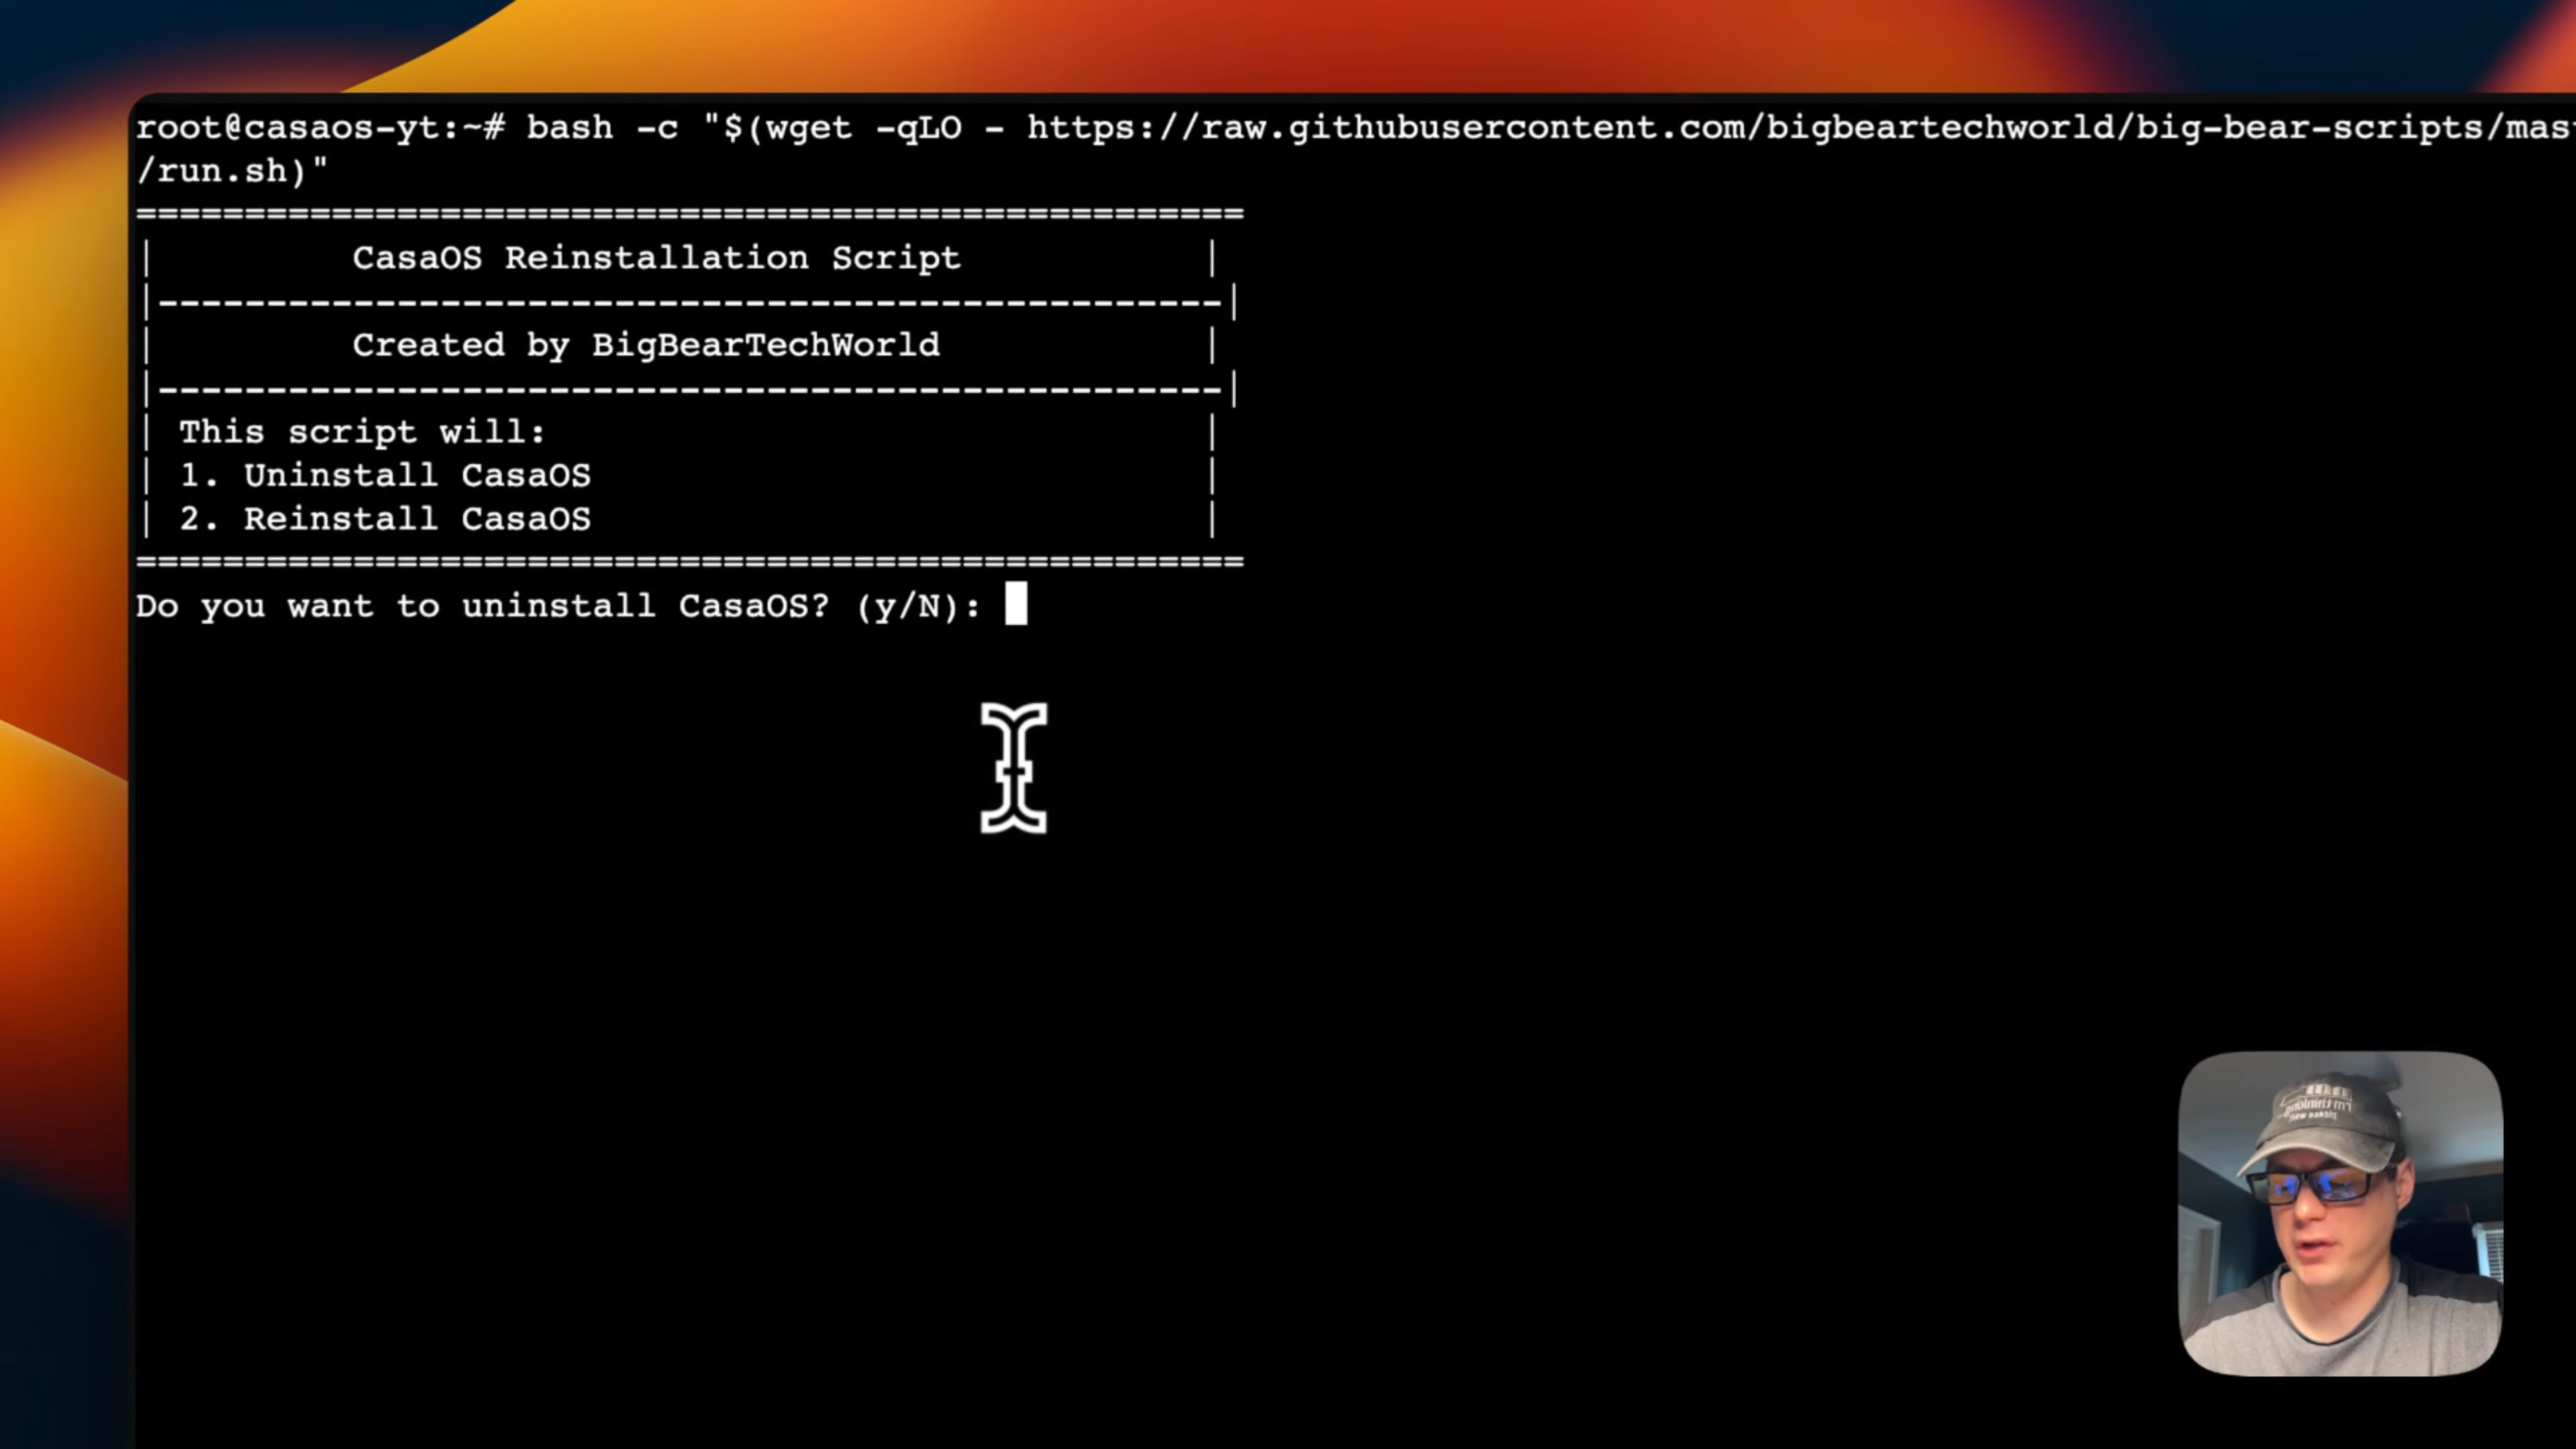 root@casaos-yt:~# bash -c "$(wget -qLO - https://raw.githubusercontent.com/bigbeartechworld/big-bear-scripts/mas
/run.sh)"
===================================================
| CasaOS Reinstallation Script |
|-------------------------------------------------|
| Created by BigBearTechWorld |
|-------------------------------------------------|
| This script will: |
| 1. Uninstall CasaOS |
| 2. Reinstall CasaOS |
===================================================
Do you want to uninstall CasaOS? (y/N):